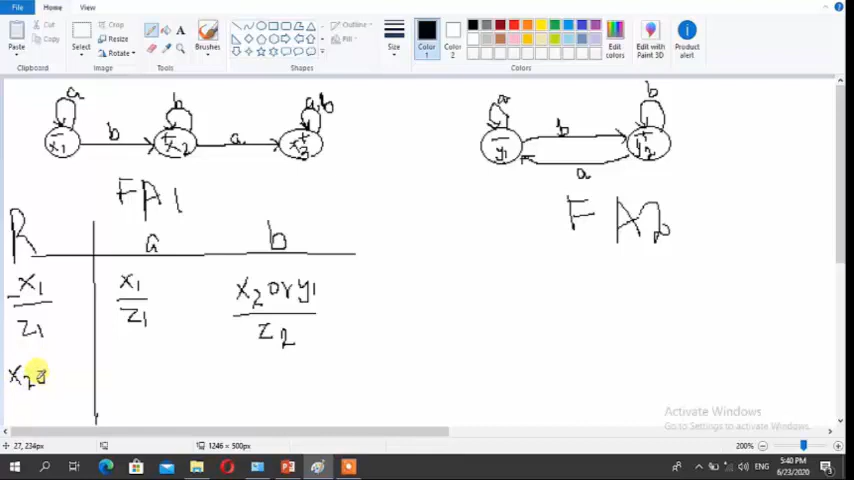 File Home View
Cut
Copy
Paste
Clipboard
Select
Crop
Resize
Rotate
Image
A
Tools
Brushes
Shapes
Outline
Fill
Size
Color 1
Color 2
Colors
Edit colors
Edit with Paint 3D
Product alert
a b a,b a b
x1 b x2 a x3+ y1 b y2+
a
FA1 FA2
R a b
-x1 x1 x2 or y1
z1 z1 z2
x2
Activate Windows
Go to Settings to activate Windows.
27, 234px 1246 × 500px 200%
ENG 5:40 PM 6/23/2020 3